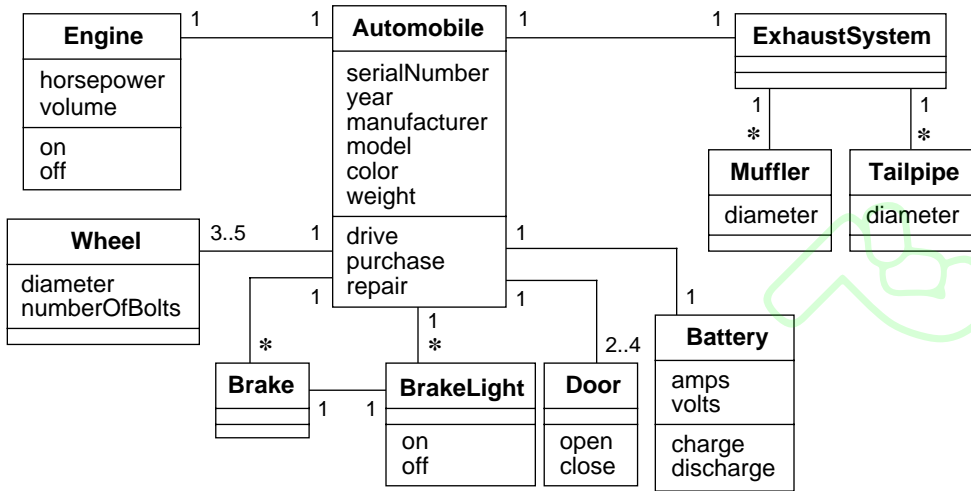 1 1 1 1
Engine
horsepower
volume
on
off
Automobile
serialNumber
year
manufacturer
model
color
weight
drive
purchase
repair
ExhaustSystem
1 1
* *
Muffler
diameter
Tailpipe
diameter
Wheel
diameter
numberOfBolts
3..5 1
1
1
1
1
1
*
*
2..4
1
Brake
1 1
BrakeLight
on
off
Door
open
close
Battery
amps
volts
charge
discharge